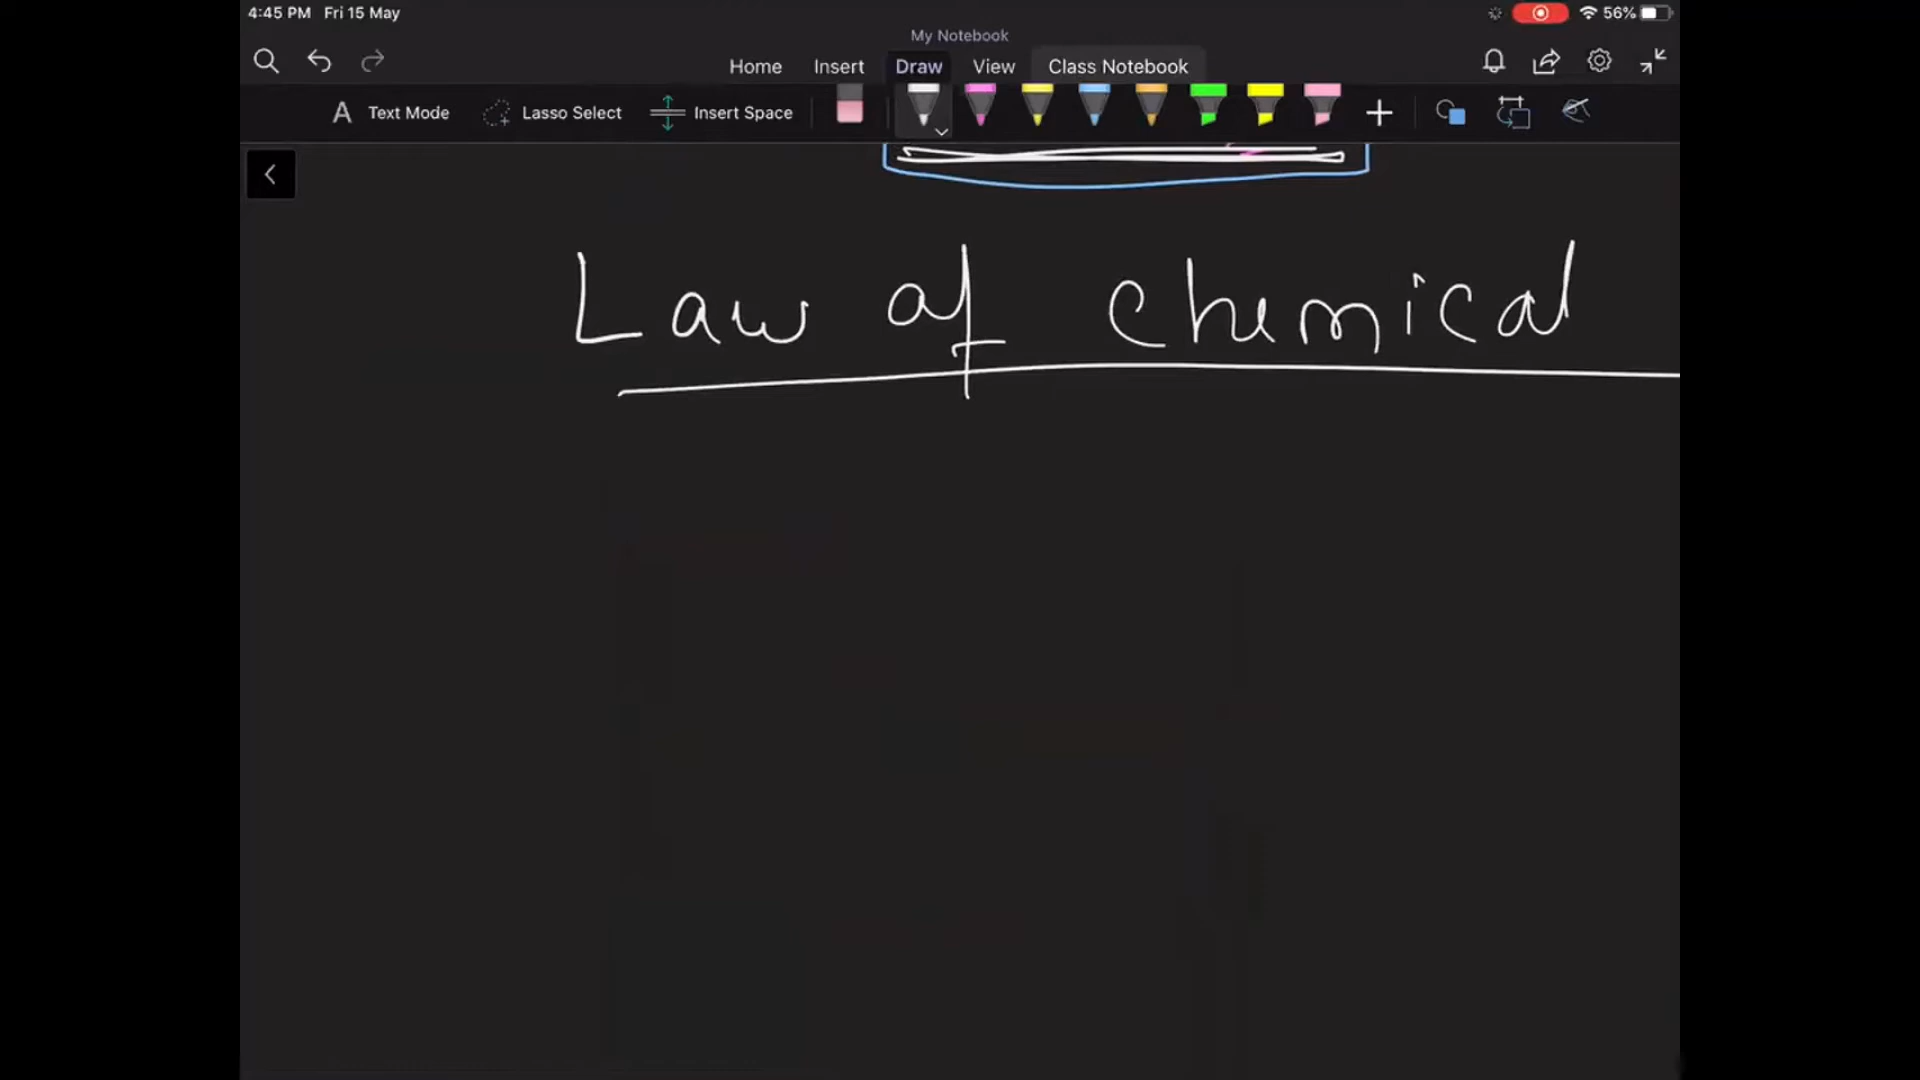 4:45 PM Fri 15 May
56%
My Notebook
Home Insert Draw View Class Notebook
A Text Mode Lasso Select Insert Space
Law of chemical